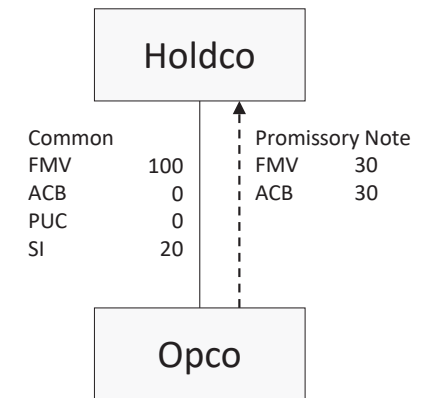 Holdco
Common
FMV 100
ACB 0
PUC 0
SI 20
Promissory Note
FMV 30
ACB 30
Opco